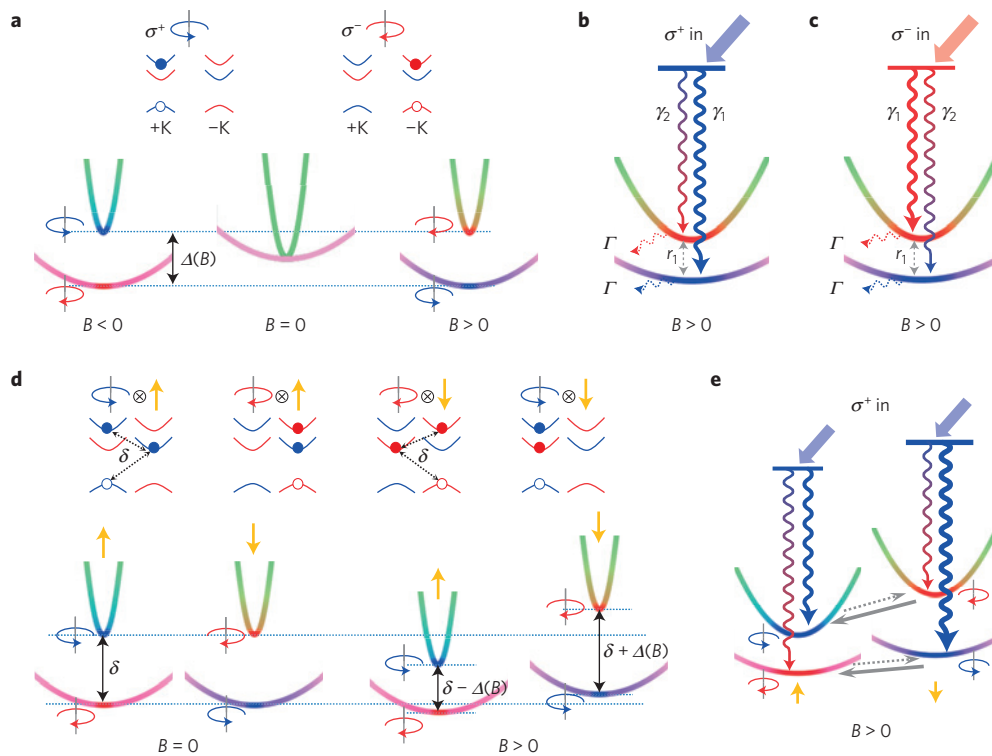 a
σ⁺
σ⁻
+K
−K
+K
−K
Δ(B)
B < 0
B = 0
B > 0
b
σ⁺ in
γ₂
γ₁
Γ
r₁
Γ
B > 0
c
σ⁻ in
γ₁
γ₂
Γ
r₁
Γ
B > 0
d
⊗
⊗
⊗
⊗
δ
δ
δ
δ − Δ(B)
δ + Δ(B)
B = 0
B > 0
e
σ⁺ in
B > 0